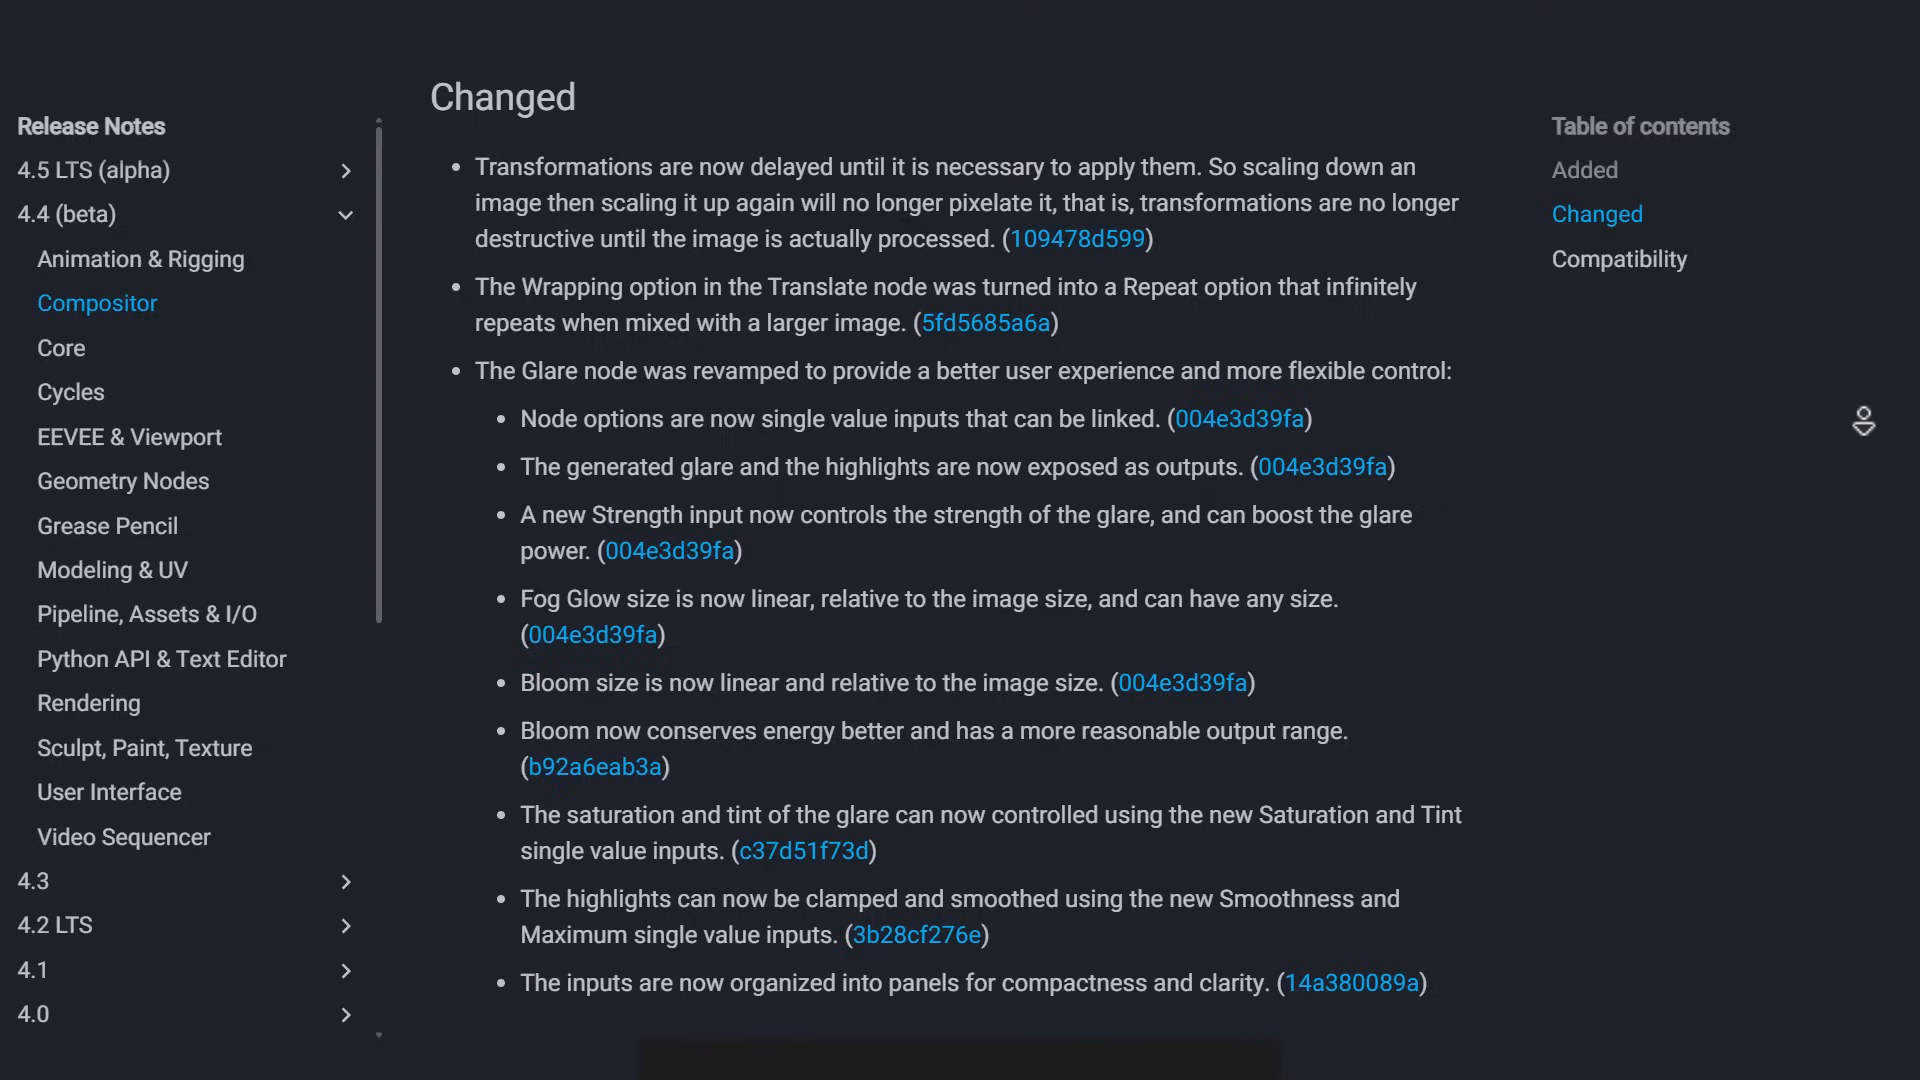 Release Notes
4.5 LTS (alpha)
4.4 (beta)
Animation & Rigging
Compositor
Core
Cycles
EEVEE & Viewport
Geometry Nodes
Grease Pencil
Modeling & UV
Pipeline, Assets & I/O
Python API & Text Editor
Rendering
Sculpt, Paint, Texture
User Interface
Video Sequencer
4.3
4.2 LTS
4.1
4.0
Changed
Transformations are now delayed until it is necessary to apply them. So scaling down an
image then scaling it up again will no longer pixelate it, that is, transformations are no longer
destructive until the image is actually processed. (109478d599)
The Wrapping option in the Translate node was turned into a Repeat option that infinitely
repeats when mixed with a larger image. (5fd5685a6a)
The Glare node was revamped to provide a better user experience and more flexible control:
Node options are now single value inputs that can be linked. (004e3d39fa)
The generated glare and the highlights are now exposed as outputs. (004e3d39fa)
A new Strength input now controls the strength of the glare, and can boost the glare
power. (004e3d39fa)
Fog Glow size is now linear, relative to the image size, and can have any size.
(004e3d39fa)
Bloom size is now linear and relative to the image size. (004e3d39fa)
Bloom now conserves energy better and has a more reasonable output range.
(b92a6eab3a)
The saturation and tint of the glare can now controlled using the new Saturation and Tint
single value inputs. (c37d51f73d)
The highlights can now be clamped and smoothed using the new Smoothness and
Maximum single value inputs. (3b28cf276e)
The inputs are now organized into panels for compactness and clarity. (14a380089a)
Table of contents
Added
Changed
Compatibility